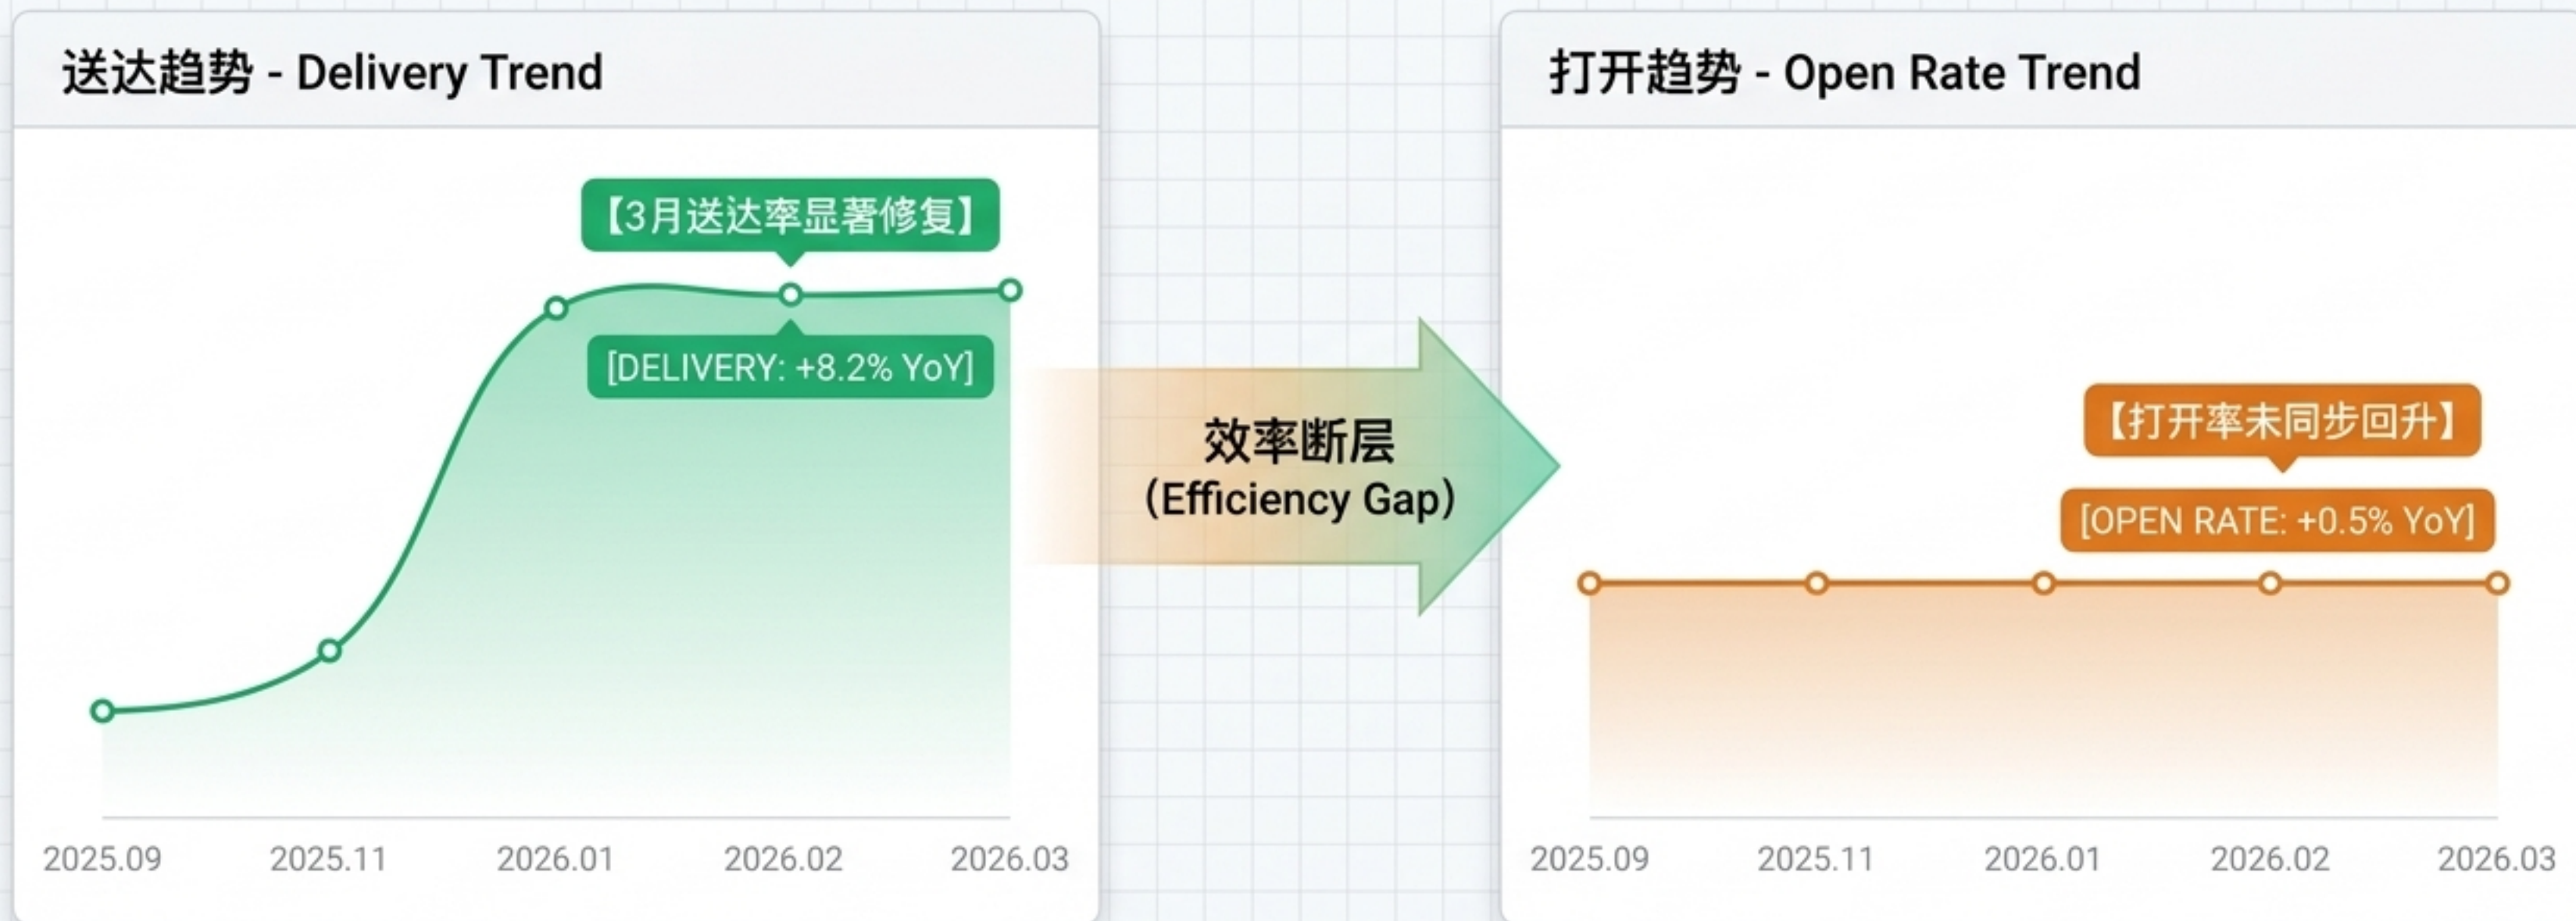 送达趋势 - Delivery Trend
【3月送达率显著修复】
[DELIVERY: +8.2% YoY]
2025.09
2025.11
2026.01
2026.02
2026.03
效率断层
(Efficiency Gap)
打开趋势 - Open Rate Trend
【打开率未同步回升】
[OPEN RATE: +0.5% YoY]
2025.09
2025.11
2026.01
2026.02
2026.03